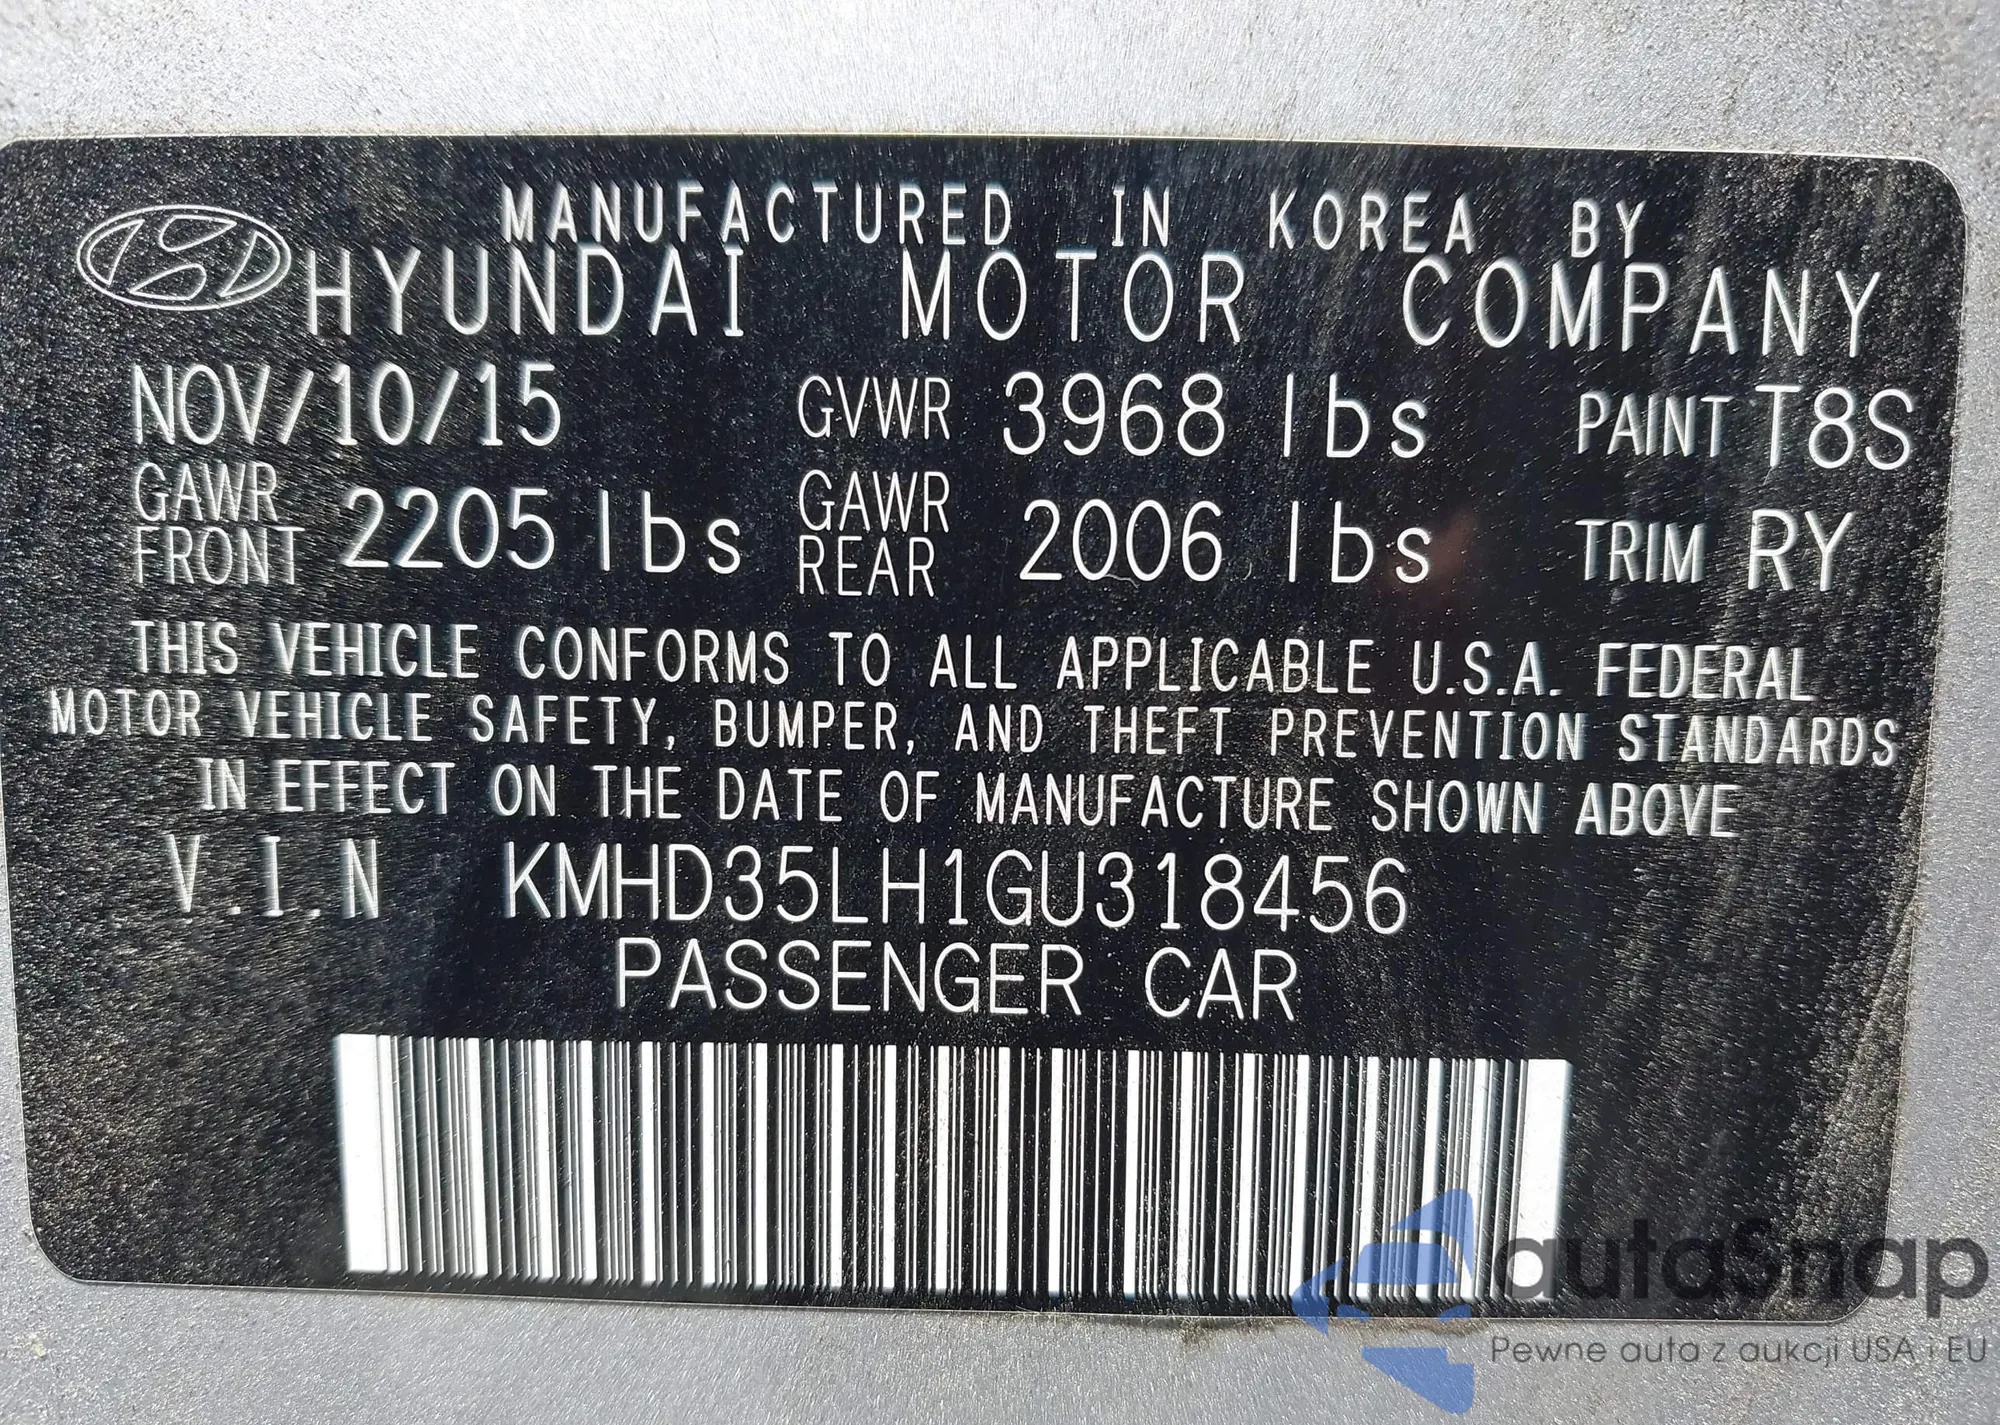 MANUFACTURED IN KOREA BY
HYUNDAI MOTOR COMPANY
NOV/10/15 GVWR 3968 lbs PAINT T8S
GAWR FRONT 2205 lbs GAWR REAR 2006 lbs TRIM RY
THIS VEHICLE CONFORMS TO ALL APPLICABLE U.S.A. FEDERAL
MOTOR VEHICLE SAFETY, BUMPER, AND THEFT PREVENTION STANDARDS
IN EFFECT ON THE DATE OF MANUFACTURE SHOWN ABOVE
V.I.N KMHD35LH1GU318456
PASSENGER CAR
autaSnap
Pewne auta z aukcji USA i EU